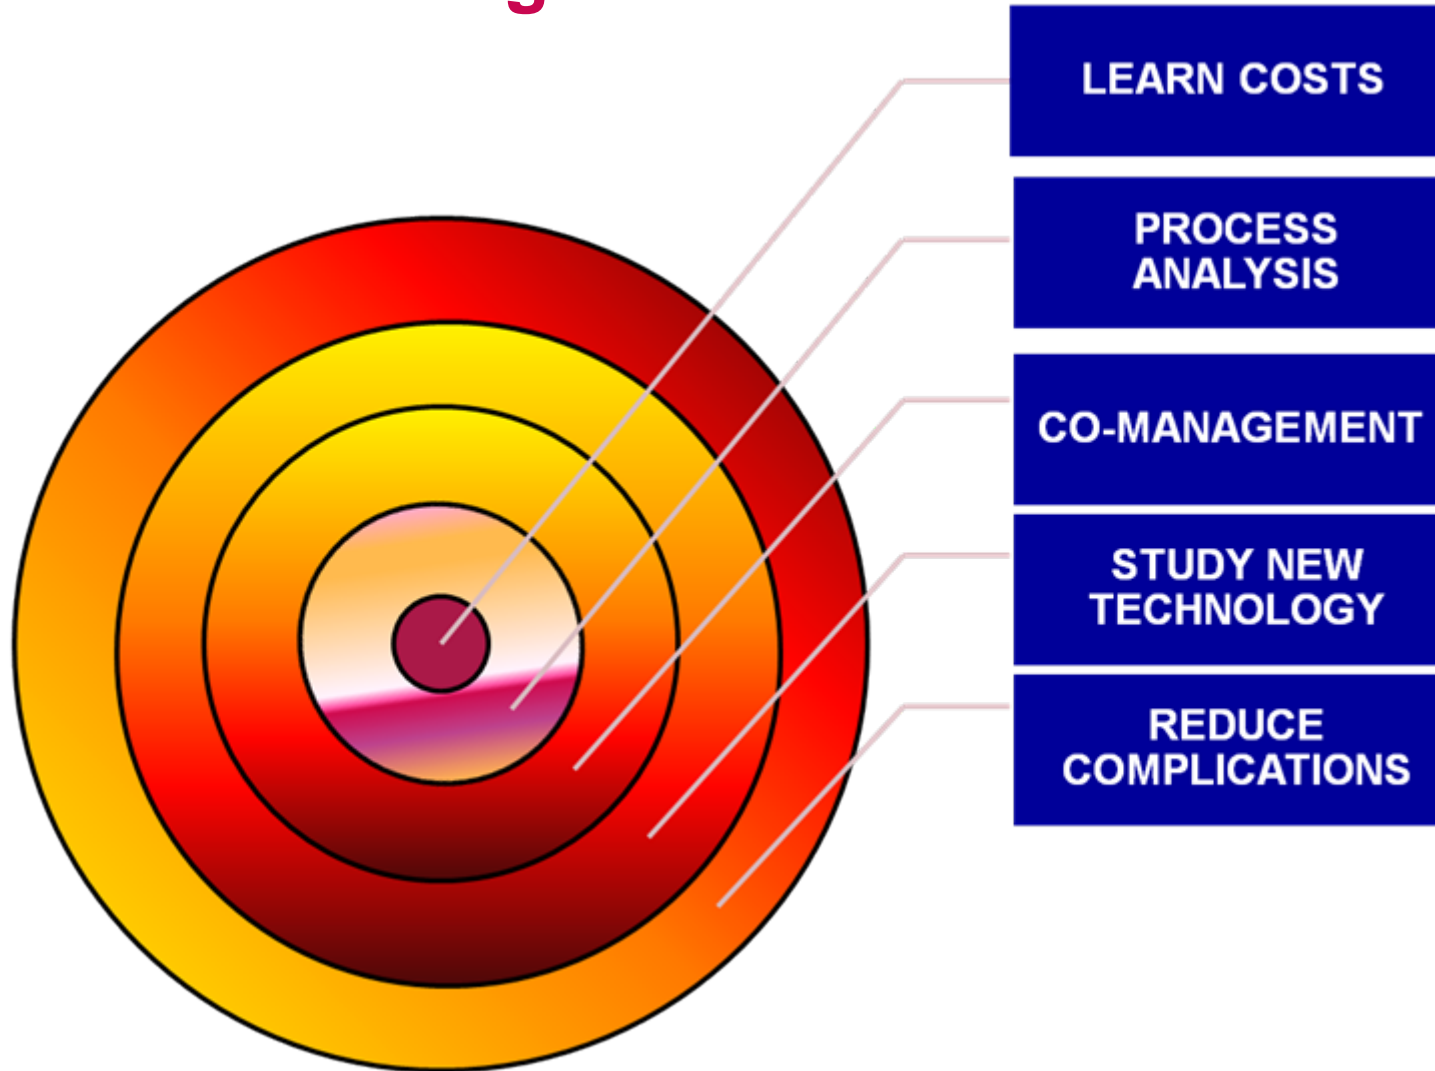 LEARN COSTS
PROCESS
ANALYSIS
CO-MANAGEMENT
STUDY NEW
TECHNOLOGY
REDUCE
COMPLICATIONS